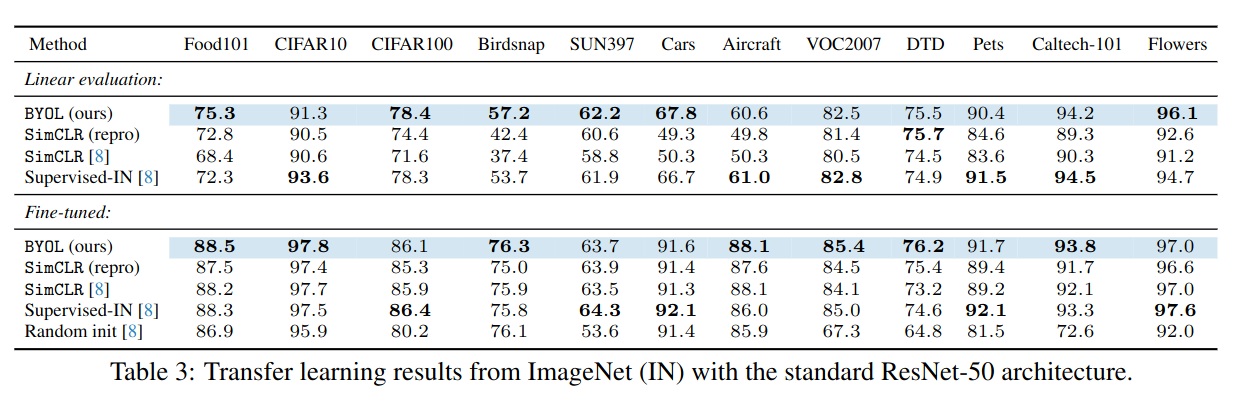 Method Food101 CIFAR10 CIFAR100 Birdsnap SUN397 Cars Aircraft VOC2007 DTD Pets Caltech-101 Flowers
Linear evaluation:
BYOL (ours) 75.3 91.3 78.4 57.2 62.2 67.8 60.6 82.5 75.5 90.4 94.2 96.1
SimCLR (repro) 72.8 90.5 74.4 42.4 60.6 49.3 49.8 81.4 75.7 84.6 89.3 92.6
SimCLR [8] 68.4 90.6 71.6 37.4 58.8 50.3 50.3 80.5 74.5 83.6 90.3 91.2
Supervised-IN [8] 72.3 93.6 78.3 53.7 61.9 66.7 61.0 82.8 74.9 91.5 94.5 94.7
Fine-tuned:
BYOL (ours) 88.5 97.8 86.1 76.3 63.7 91.6 88.1 85.4 76.2 91.7 93.8 97.0
SimCLR (repro) 87.5 97.4 85.3 75.0 63.9 91.4 87.6 84.5 75.4 89.4 91.7 96.6
SimCLR [8] 88.2 97.7 85.9 75.9 63.5 91.3 88.1 84.1 73.2 89.2 92.1 97.0
Supervised-IN [8] 88.3 97.5 86.4 75.8 64.3 92.1 86.0 85.0 74.6 92.1 93.3 97.6
Random init [8] 86.9 95.9 80.2 76.1 53.6 91.4 85.9 67.3 64.8 81.5 72.6 92.0
Table 3: Transfer learning results from ImageNet (IN) with the standard ResNet-50 architecture.